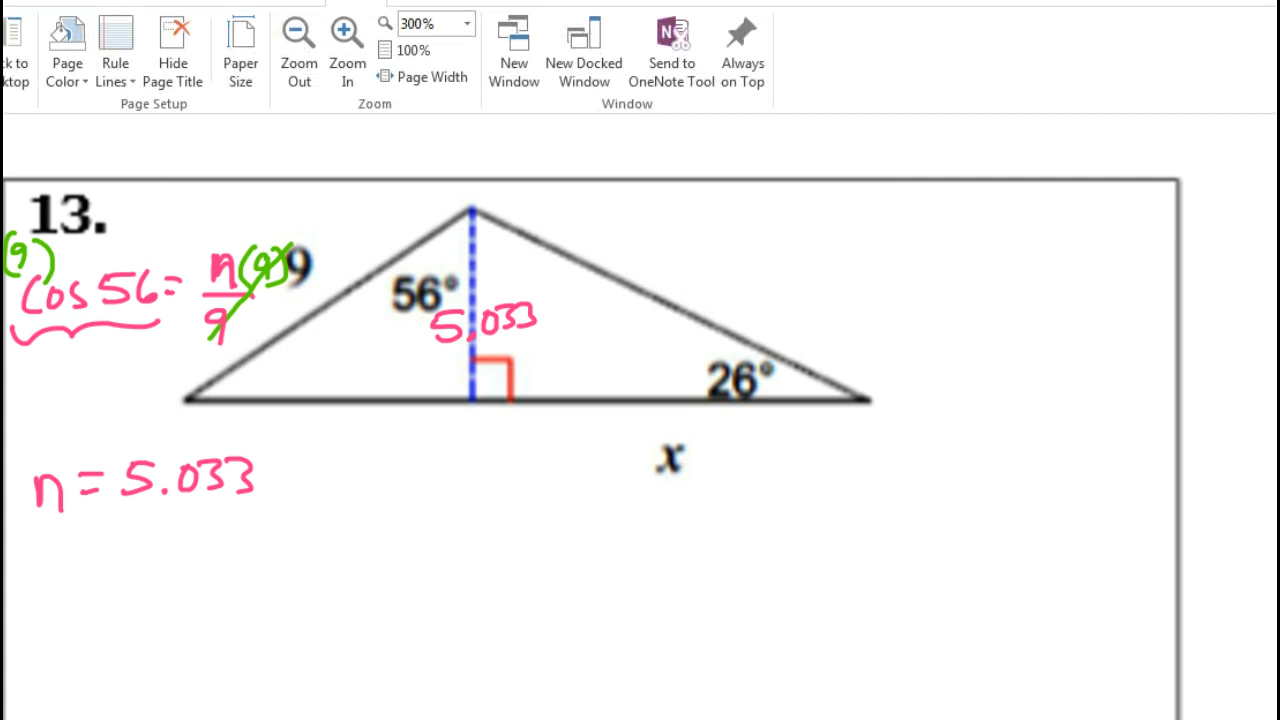 300%
ck to Page Rule Hide Paper Zoom Zoom 100% New New Docked Send to Always
ktop Color Lines Page Title Size Out In Page Width Window Window OneNote Tool on Top
Page Setup Zoom Window
13.
(9) cos 56 = n(9)
9
9
56°
5.033
26°
x
n = 5.033